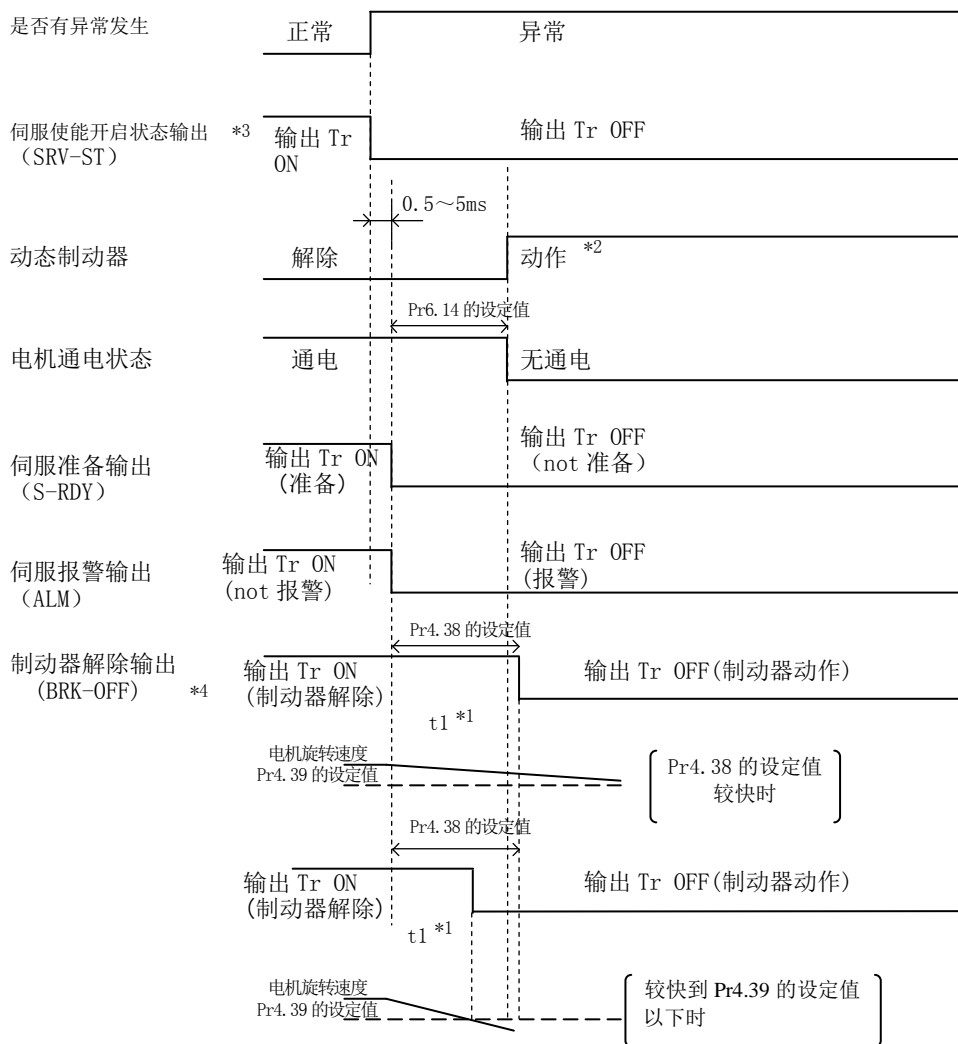 是否有异常发生
正常
异常
伺服使能开启状态输出 *3
（SRV-ST）
输出 Tr
ON
输出 Tr OFF
0.5～5ms
动态制动器
解除
动作 *2
Pr6.14 的设定值
电机通电状态
通电
无通电
伺服准备输出
（S-RDY）
输出 Tr ON
(准备)
输出 Tr OFF
（not 准备）
伺服报警输出
（ALM）
输出 Tr ON
(not 报警)
输出 Tr OFF
(报警)
Pr4.38 的设定值
制动器解除输出
(BRK-OFF) *4
输出 Tr ON
(制动器解除)
输出 Tr OFF(制动器动作)
t1 *1
电机旋转速度
Pr4.39 的设定值
Pr4.38 的设定值
较快时
Pr4.38 的设定值
输出 Tr ON
(制动器解除)
输出 Tr OFF(制动器动作)
t1 *1
电机旋转速度
Pr4.39 的设定值
较快到 Pr4.39 的设定值
以下时